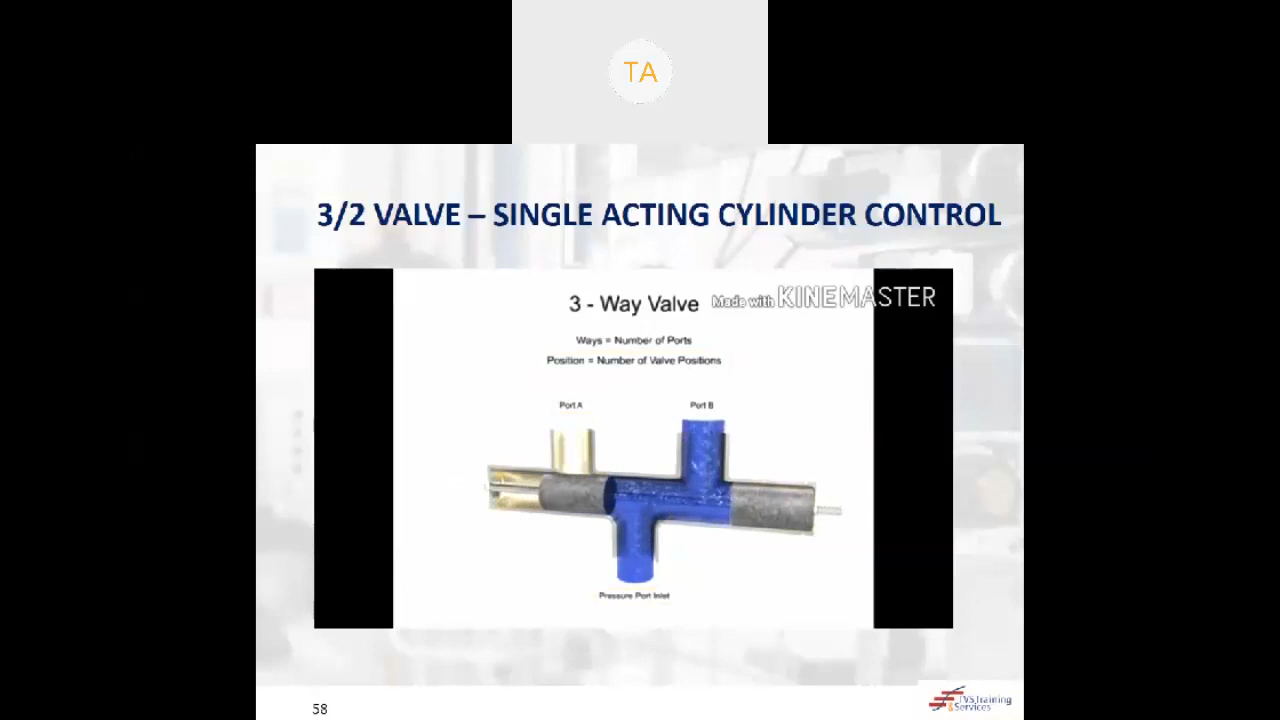 TA
3/2 VALVE – SINGLE ACTING CYLINDER CONTROL
3 - Way Valve
Made with KINEMASTER
Ways = Number of Ports
Position = Number of Valve Positions
Port A
Port B
Pressure Port Inlet
58
TVS Training
& Services